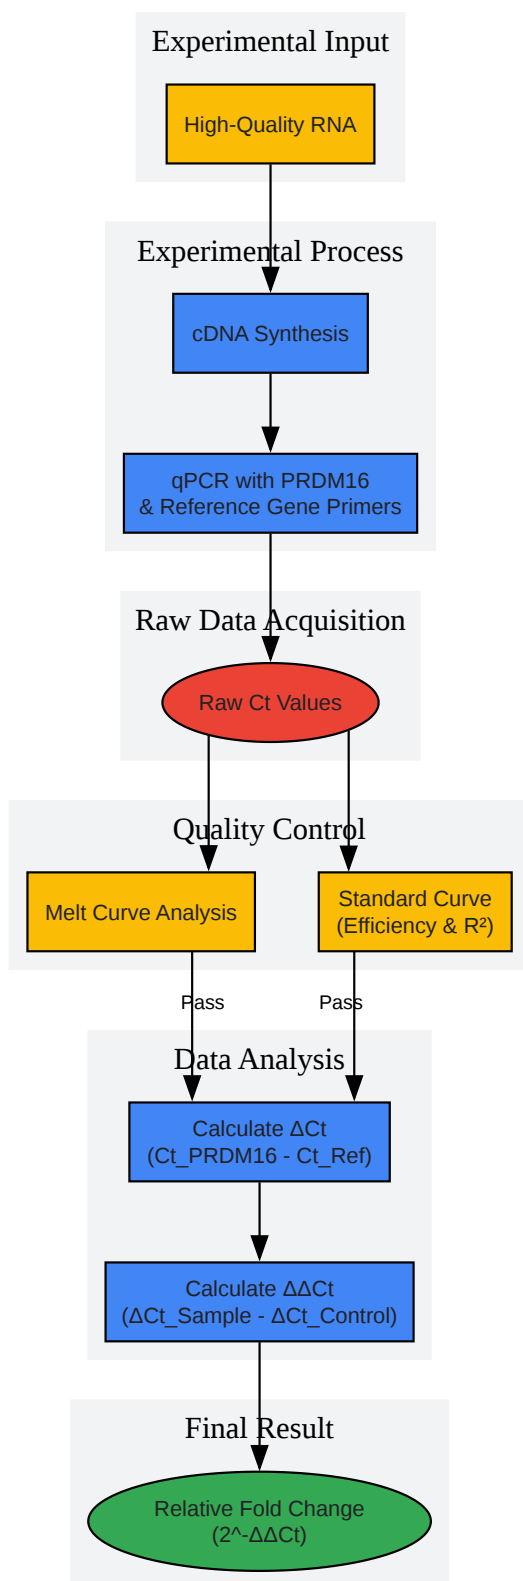 Experimental Input
High-Quality RNA
Experimental Process
cDNA Synthesis
qPCR with PRDM16
& Reference Gene Primers
Raw Data Acquisition
Raw Ct Values
Quality Control
Melt Curve Analysis
Standard Curve
(Efficiency & R²)
Pass
Pass
Data Analysis
Calculate ΔCt
(Ct_PRDM16 - Ct_Ref)
Calculate ΔΔCt
(ΔCt_Sample - ΔCt_Control)
Final Result
Relative Fold Change
(2^-ΔΔCt)